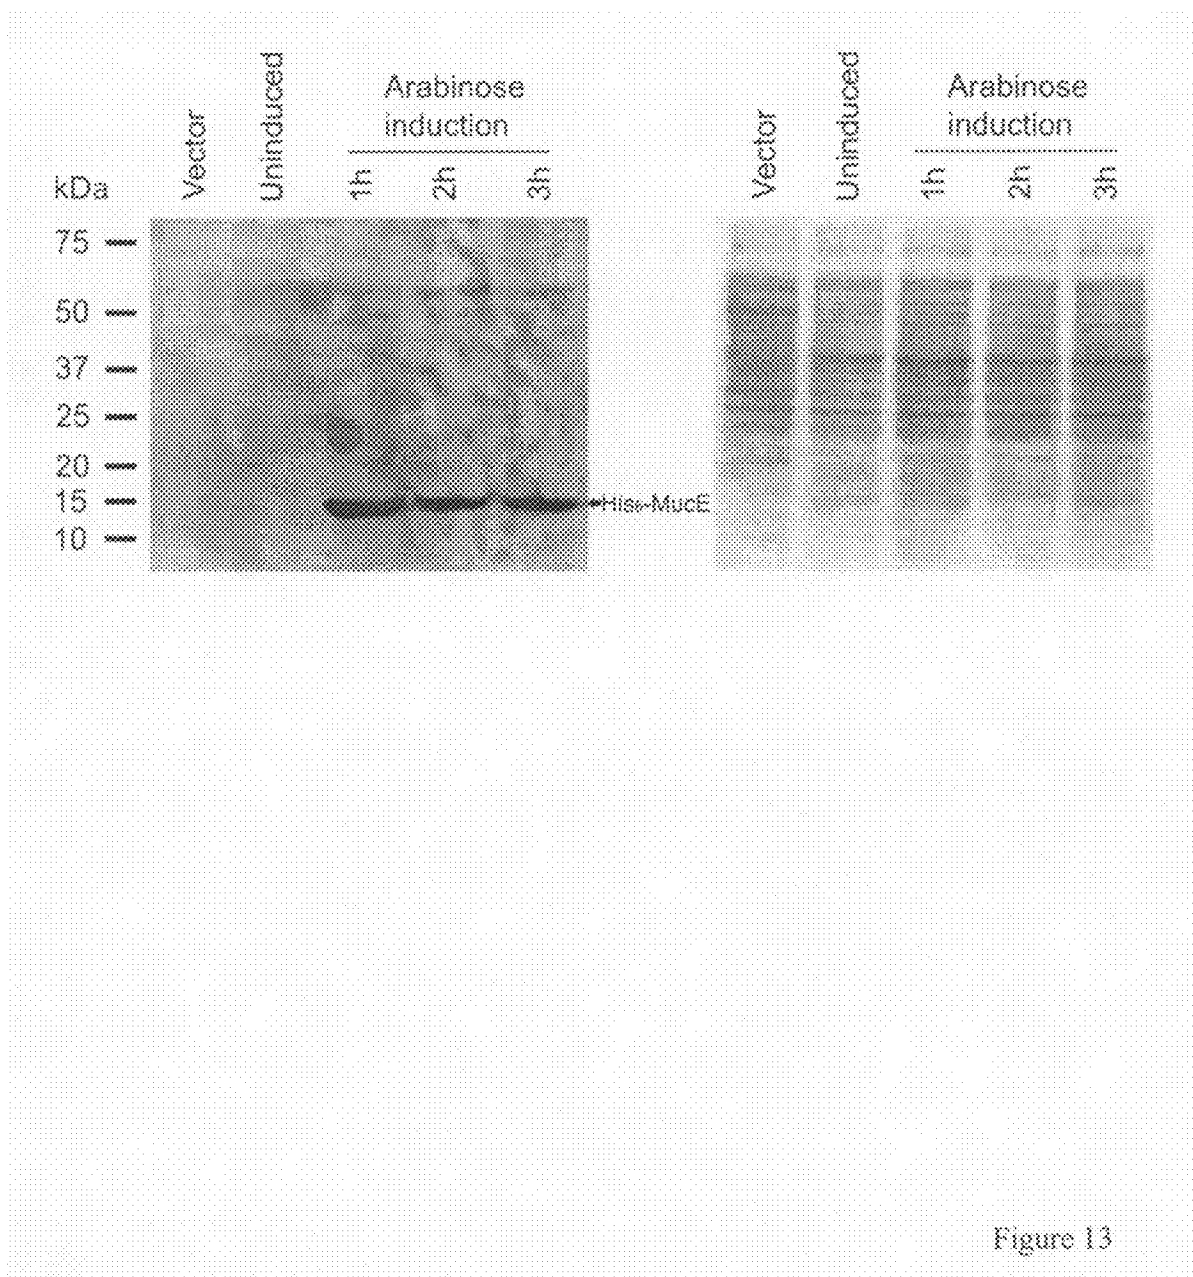 Vector
Uninduced
Arabinose
induction
1h
2h
3h
Vector
Uninduced
Arabinose
induction
1h
2h
3h
kDa
75
50
37
25
20
15
10
His₆-MucE
Figure 13